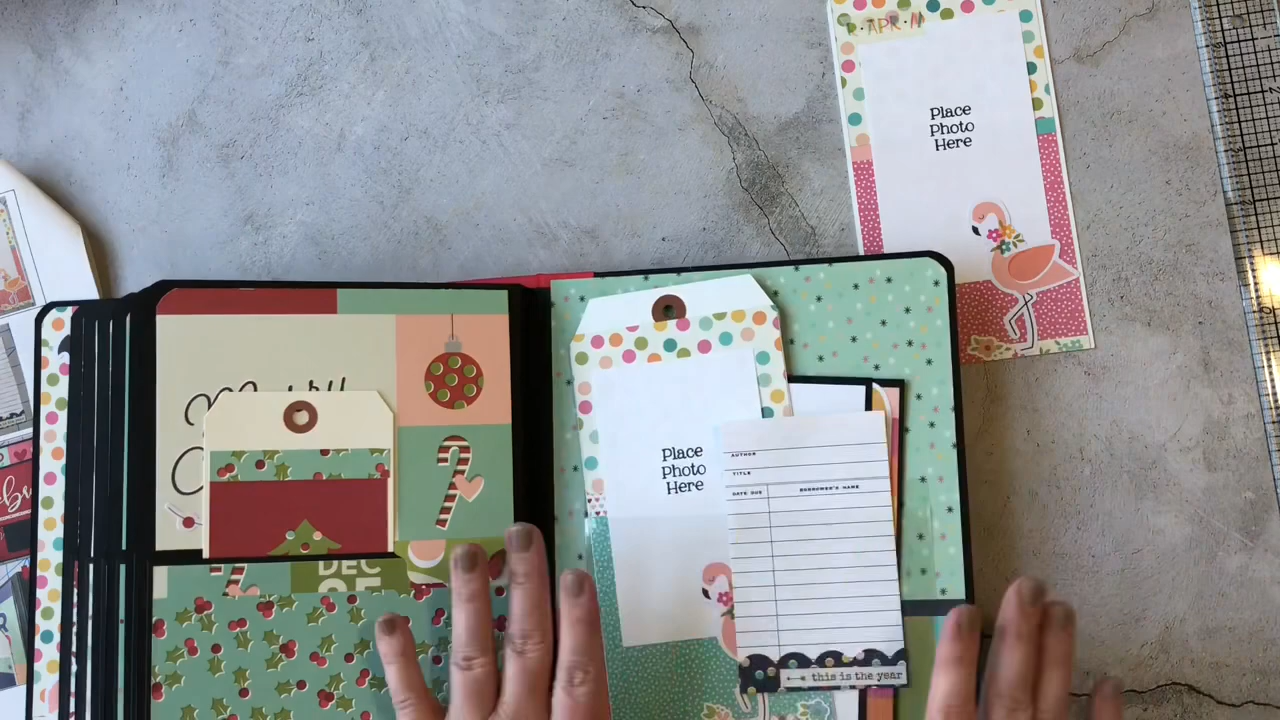 R•APR•M
Place
Photo
Here
Merry
DEC
25
Place
Photo
Here
AUTHOR
TITLE
DATE DUE
BORROWER'S NAME
this is the year